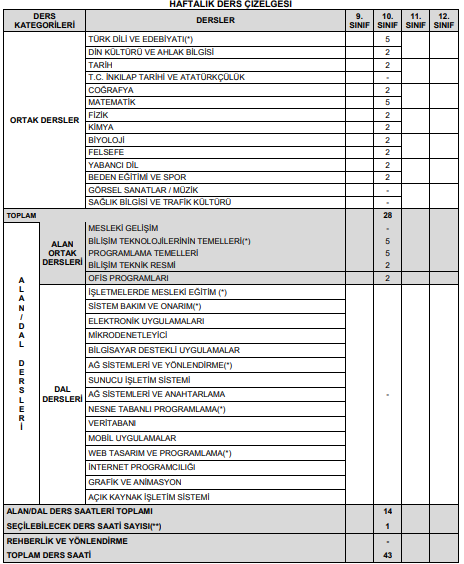 HAFTALIK DERS ÇİZELGESİ
DERS KATEGORİLERİ DERSLER 9. SINIF 10. SINIF 11. SINIF 12. SINIF
ORTAK DERSLER
TÜRK DİLİ VE EDEBİYATI(*) 5
DİN KÜLTÜRÜ VE AHLAK BİLGİSİ 2
TARİH 2
T.C. İNKILAP TARİHİ VE ATATÜRKÇÜLÜK -
COĞRAFYA 2
MATEMATİK 5
FİZİK 2
KİMYA 2
BİYOLOJİ 2
FELSEFE 2
YABANCI DİL 2
BEDEN EĞİTİMİ VE SPOR 2
GÖRSEL SANATLAR / MÜZİK -
SAĞLIK BİLGİSİ VE TRAFİK KÜLTÜRÜ -
TOPLAM 28
ALAN/DAL DERSLERİ
ALAN ORTAK DERSLERİ
MESLEKİ GELİŞİM -
BİLİŞİM TEKNOLOJİLERİNİN TEMELLERİ(*) 5
PROGRAMLAMA TEMELLERİ 5
BİLİŞİM TEKNİK RESMİ 2
OFİS PROGRAMLARI 2
DAL DERSLERİ -
İŞLETMELERDE MESLEKİ EĞİTİM (*)
SİSTEM BAKIM VE ONARIM(*)
ELEKTRONİK UYGULAMALARI
MİKRODENETLEYİCİ
BİLGİSAYAR DESTEKLİ UYGULAMALAR
AĞ SİSTEMLERİ VE YÖNLENDİRME(*)
SUNUCU İŞLETİM SİSTEMİ
AĞ SİSTEMLERİ VE ANAHTARLAMA
NESNE TABANLI PROGRAMLAMA(*)
VERİTABANI
MOBİL UYGULAMALAR
WEB TASARIM VE PROGRAMLAMA(*)
İNTERNET PROGRAMCILIĞI
GRAFİK VE ANİMASYON
AÇIK KAYNAK İŞLETİM SİSTEMİ
ALAN/DAL DERS SAATLERİ TOPLAMI 14
SEÇİLEBİLECEK DERS SAATİ SAYISI(**) 1
REHBERLİK VE YÖNLENDİRME -
TOPLAM DERS SAATİ 43